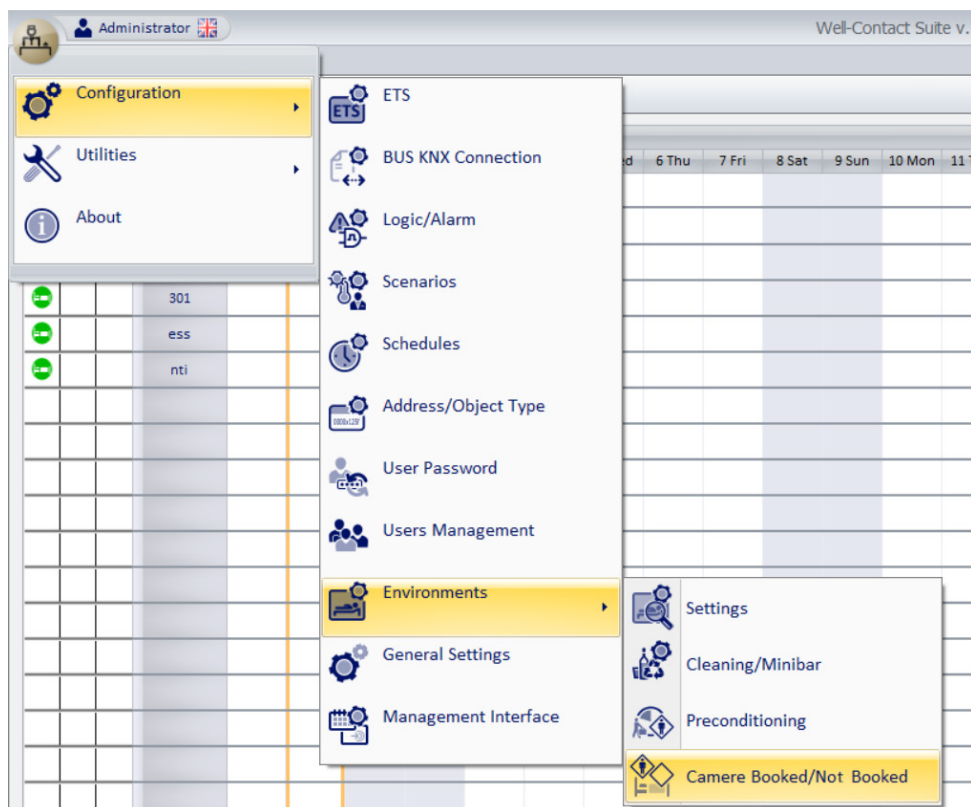 Administrator
Well-Contact Suite v.
Configuration
Utilities
About
ETS
ETS
BUS KNX Connection
Logic/Alarm
Scenarios
Schedules
Address/Object Type
User Password
Users Management
Environments
General Settings
Management Interface
Settings
Cleaning/Minibar
Preconditioning
Camere Booked/Not Booked
d 6 Thu 7 Fri 8 Sat 9 Sun 10 Mon 11
301
ess
nti